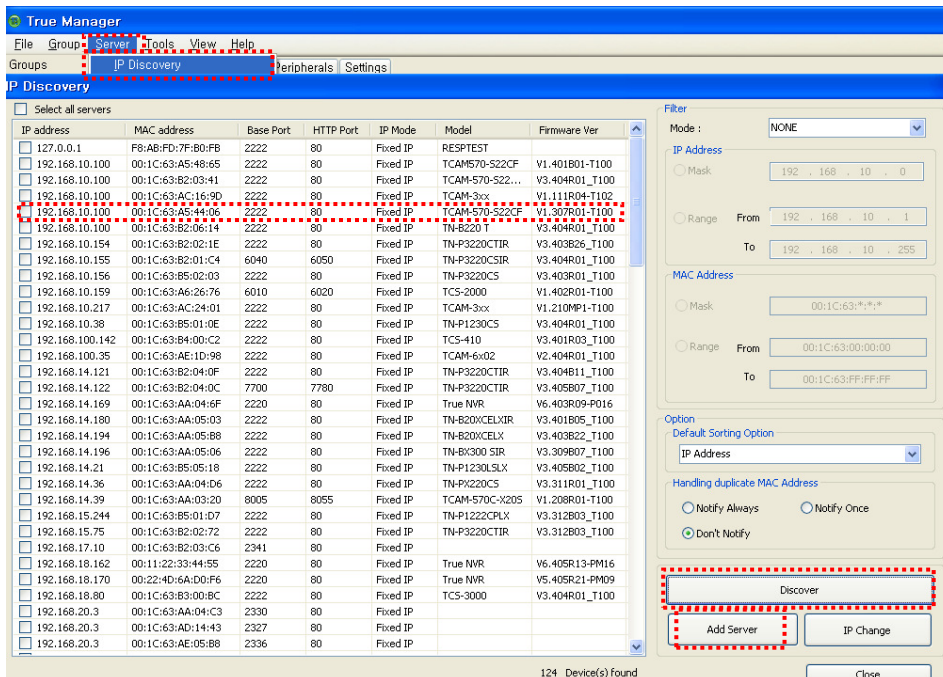 True Manager
File Group Server Tools View Help
Groups IP Discovery Peripherals Settings
IP Discovery
Select all servers
IP address MAC address Base Port HTTP Port IP Mode Model Firmware Ver
127.0.0.1 F8:AB:FD:7F:B0:FB 2222 80 Fixed IP RESPTEST
192.168.10.100 00:1C:63:A5:48:65 2222 80 Fixed IP TCAM570-S22CF V1.401B01-T100
192.168.10.100 00:1C:63:B2:03:41 2222 80 Fixed IP TCAM-570-S22... V3.404R01_T100
192.168.10.100 00:1C:63:AC:16:9D 2222 80 Fixed IP TCAM-3xx V1.111R04-T102
192.168.10.100 00:1C:63:A5:44:06 2222 80 Fixed IP TCAM-570-S22CF V1.307R01-T100
192.168.10.100 00:1C:63:B2:06:14 2222 80 Fixed IP TN-B220 T V3.404R01_T100
192.168.10.154 00:1C:63:B2:02:1E 2222 80 Fixed IP TN-P3220CTIR V3.403B26_T100
192.168.10.155 00:1C:63:B2:01:C4 6040 6050 Fixed IP TN-P3220CSIR V3.404R01_T100
192.168.10.156 00:1C:63:B5:02:03 2222 80 Fixed IP TN-P3220CS V3.403R01_T100
192.168.10.159 00:1C:63:A6:26:76 6010 6020 Fixed IP TCS-2000 V1.402R01-T100
192.168.10.217 00:1C:63:AC:24:01 2222 80 Fixed IP TCAM-3xx V1.210MP1-T100
192.168.10.38 00:1C:63:B5:01:0E 2222 80 Fixed IP TN-P1230CS V3.404R01_T100
192.168.100.142 00:1C:63:B4:00:C2 2222 80 Fixed IP TCS-410 V3.401R03_T100
192.168.100.35 00:1C:63:AE:1D:98 2222 80 Fixed IP TCAM-6x02 V2.404R01_T100
192.168.14.121 00:1C:63:B2:04:0F 2222 80 Fixed IP TN-P3220CTIR V3.404B11_T100
192.168.14.122 00:1C:63:B2:04:0C 7700 7780 Fixed IP TN-P3220CTIR V3.405B07_T100
192.168.14.169 00:1C:63:AA:04:6F 2220 80 Fixed IP True NVR V6.403R09-P016
192.168.14.180 00:1C:63:AA:05:03 2222 80 Fixed IP TN-B20XCELXIR V3.401B05_T100
192.168.14.194 00:1C:63:AA:05:B8 2222 80 Fixed IP TN-B20XCELX V3.403B22_T100
192.168.14.196 00:1C:63:AA:05:06 2222 80 Fixed IP TN-BX300 SIR V3.309B07_T100
192.168.14.21 00:1C:63:B5:05:18 2222 80 Fixed IP TN-P1230LSLX V3.405B02_T100
192.168.14.36 00:1C:63:AA:04:D6 2222 80 Fixed IP TN-PX220CS V3.311R01_T100
192.168.14.39 00:1C:63:AA:03:20 8005 8055 Fixed IP TCAM-570C-X20S V1.208R01-T100
192.168.15.244 00:1C:63:B5:01:D7 2222 80 Fixed IP TN-P1222CPLX V3.312B03_T100
192.168.15.75 00:1C:63:B2:02:72 2222 80 Fixed IP TN-P3220CTIR V3.312B03_T100
192.168.17.10 00:1C:63:B2:03:C6 2341 80 Fixed IP
192.168.18.162 00:11:22:33:44:55 2220 80 Fixed IP True NVR V6.405R13-PM16
192.168.18.170 00:22:4D:6A:D0:F6 2220 80 Fixed IP True NVR V5.405R21-PM09
192.168.18.80 00:1C:63:B3:00:BC 2222 80 Fixed IP TCS-3000 V3.404R01_T100
192.168.20.3 00:1C:63:AA:04:C3 2330 80 Fixed IP
192.168.20.3 00:1C:63:AD:14:43 2327 80 Fixed IP
192.168.20.3 00:1C:63:AE:05:B8 2336 80 Fixed IP
124 Device(s) found
Filter
Mode : NONE
IP Address
Mask 192 . 168 . 10 . 0
Range From 192 . 168 . 10 . 1
To 192 . 168 . 10 . 255
MAC Address
Mask 00:1C:63:*:*:*
Range From 00:1C:63:00:00:00
To 00:1C:63:FF:FF:FF
Option
Default Sorting Option
IP Address
Handling duplicate MAC Address
Notify Always Notify Once
Don't Notify
Discover
Add Server IP Change
Close